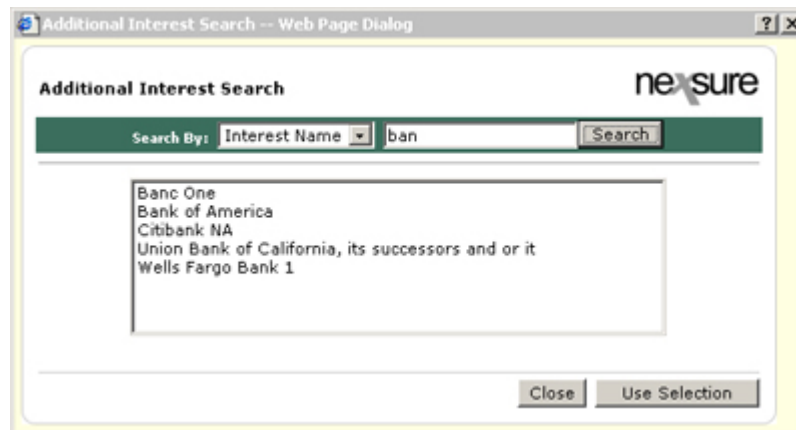 Additional Interest Search -- Web Page Dialog ? X
Additional Interest Search nexsure
Search By: Interest Name ban Search
Banc One
Bank of America
Citibank NA
Union Bank of California, its successors and or it
Wells Fargo Bank 1
Close Use Selection